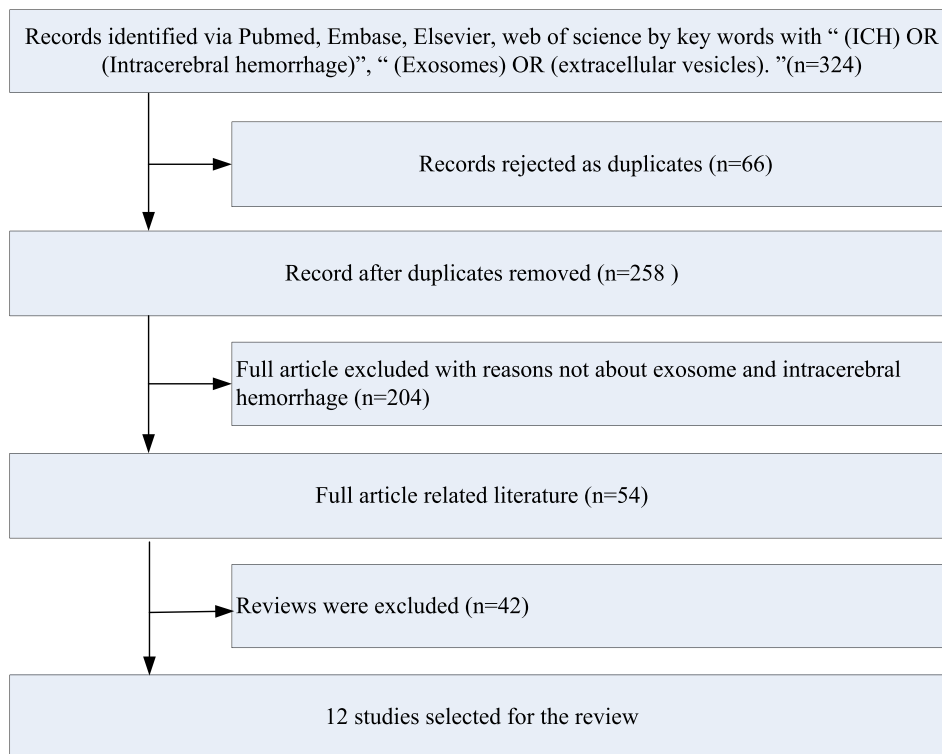 Records identified via Pubmed, Embase, Elsevier, web of science by key words with “ (ICH) OR
(Intracerebral hemorrhage)”, “ (Exosomes) OR (extracellular vesicles). ”(n=324)
Records rejected as duplicates (n=66)
Record after duplicates removed (n=258 )
Full article excluded with reasons not about exosome and intracerebral
hemorrhage (n=204)
Full article related literature (n=54)
Reviews were excluded (n=42)
12 studies selected for the review